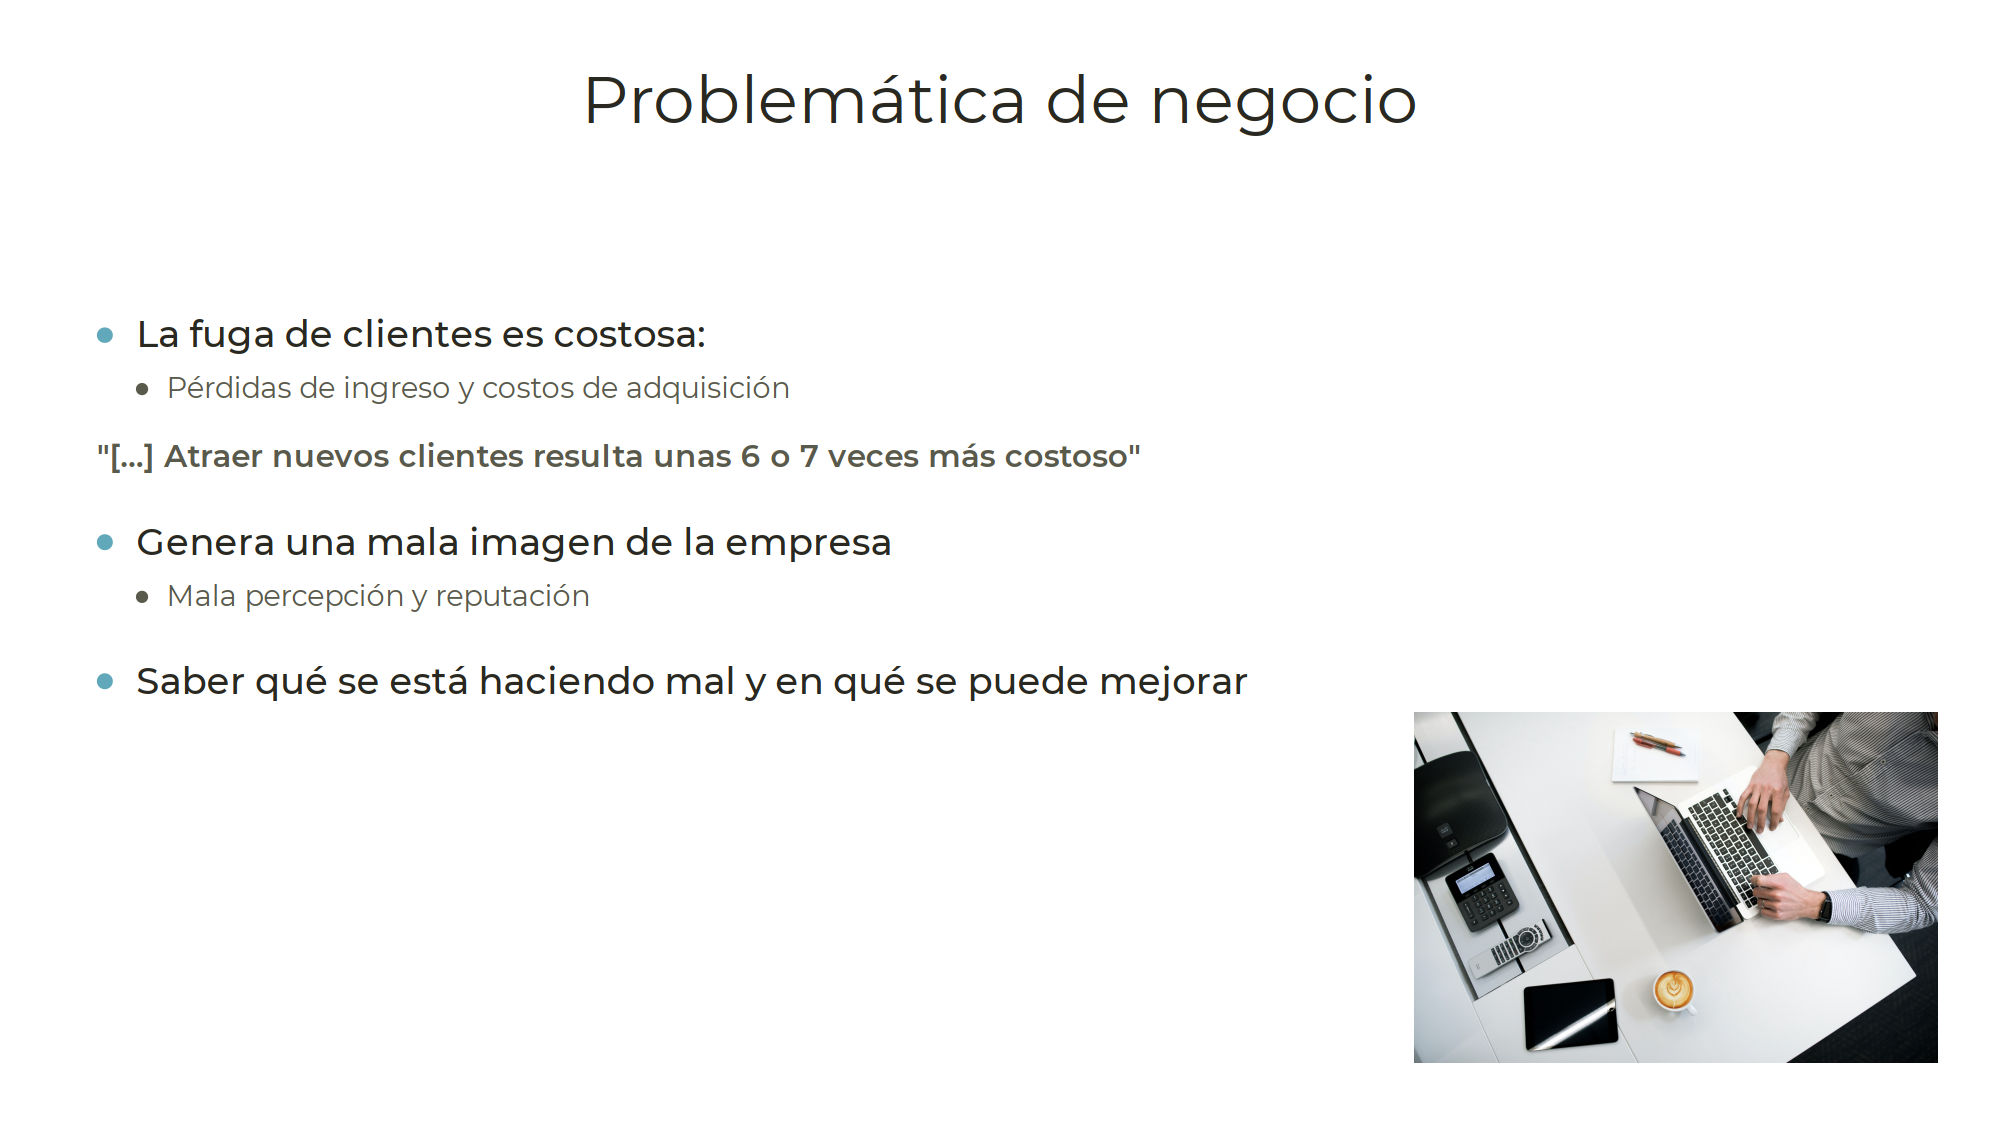 Problemática de negocio
La fuga de clientes es costosa:
Pérdidas de ingreso y costos de adquisición
"[...] Atraer nuevos clientes resulta unas 6 o 7 veces más costoso"
Genera una mala imagen de la empresa
Mala percepción y reputación
Saber qué se está haciendo mal y en qué se puede mejorar